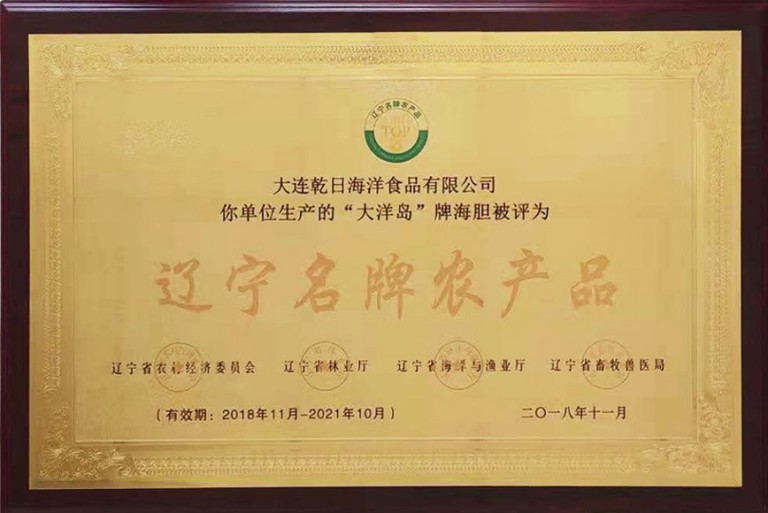 辽宁名牌农产品
TOP
大连乾日海洋食品有限公司
你单位生产的“大洋岛”牌海胆被评为
辽宁名牌农产品
辽宁省农村经济委员会 辽宁省林业厅 辽宁省海洋与渔业厅 辽宁省畜牧兽医局
（有效期：2018年11月-2021年10月） 二〇一八年十一月